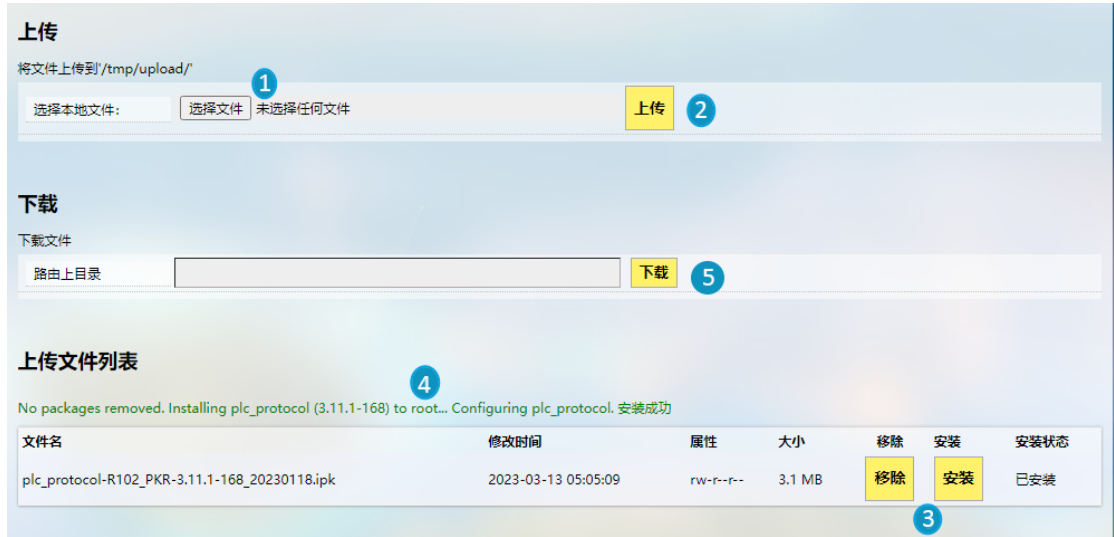 上传
将文件上传到'/tmp/upload/'
1
选择本地文件: 选择文件 未选择任何文件 上传 2
下载
下载文件
路由上目录 下载 5
上传文件列表
4
No packages removed. Installing plc_protocol (3.11.1-168) to root... Configuring plc_protocol. 安装成功
文件名 修改时间 属性 大小 移除 安装 安装状态
plc_protocol-R102_PKR-3.11.1-168_20230118.ipk 2023-03-13 05:05:09 rw-r--r-- 3.1 MB 移除 安装 已安装
3